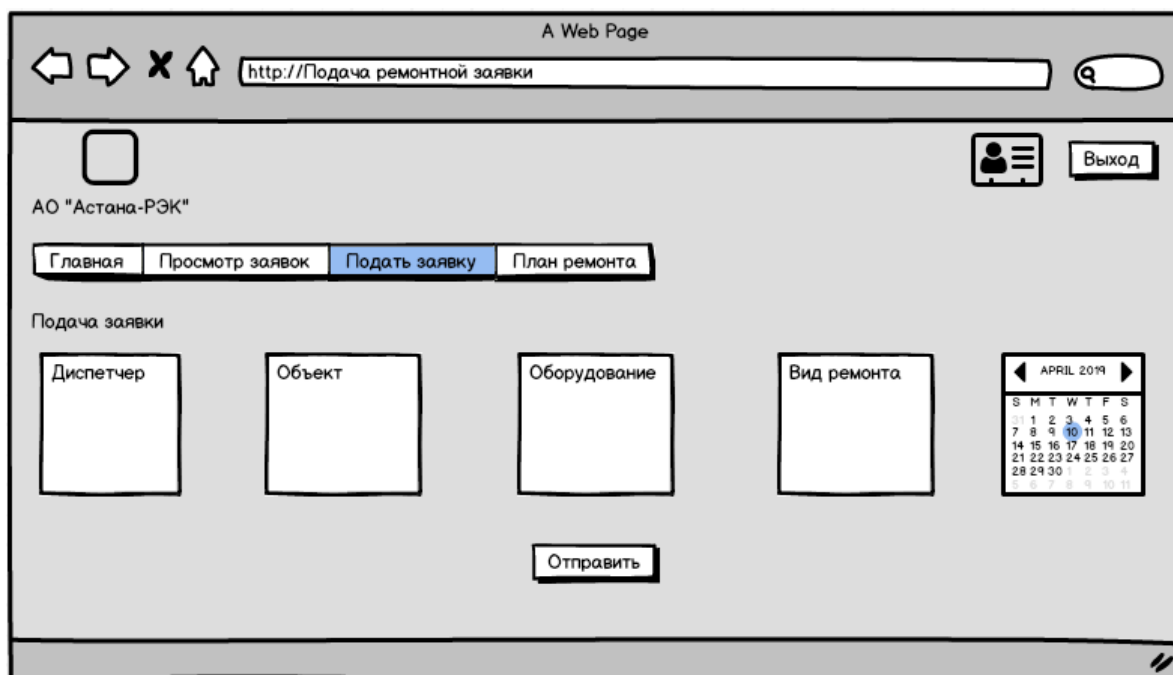 A Web Page
http://Подача ремонтной заявки
Выход
АО "Астана-РЭК"
Главная Просмотр заявок Подать заявку План ремонта
Подача заявки
Диспетчер Объект Оборудование Вид ремонта
APRIL 2019
S M T W T F S
31 1 2 3 4 5 6
7 8 9 10 11 12 13
14 15 16 17 18 19 20
21 22 23 24 25 26 27
28 29 30 1 2 3 4
5 6 7 8 9 10 11
Отправить